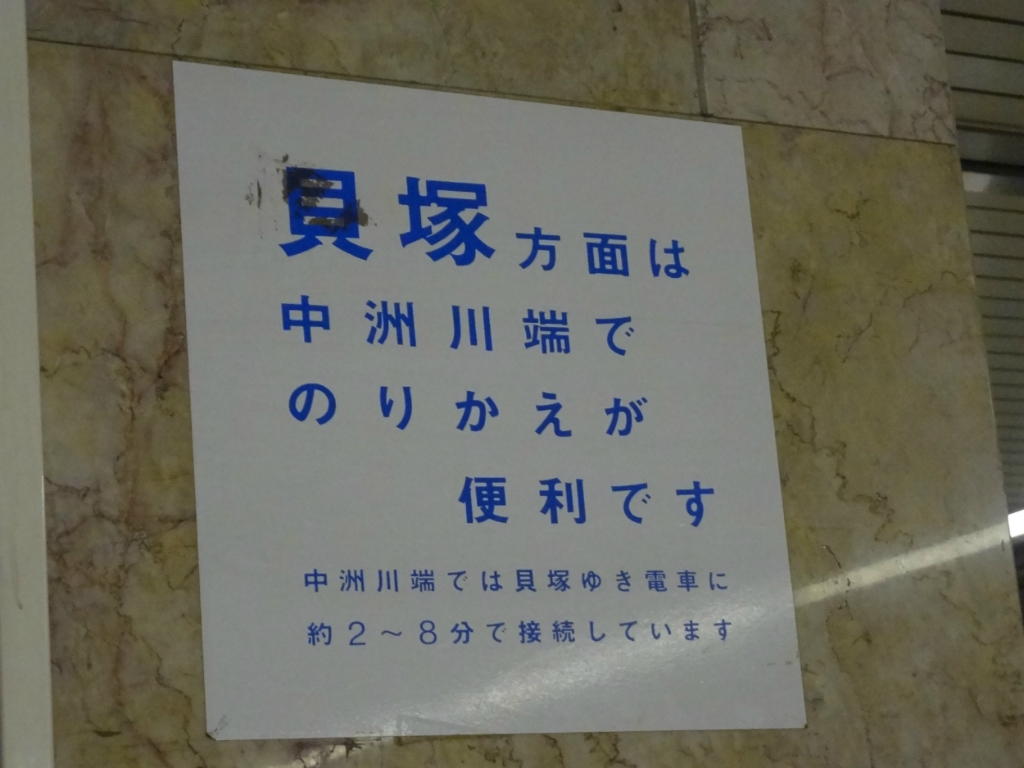 貝塚方面は
中洲川端で
のりかえが
便利です
中洲川端では貝塚ゆき電車に
約2～8分で接続しています